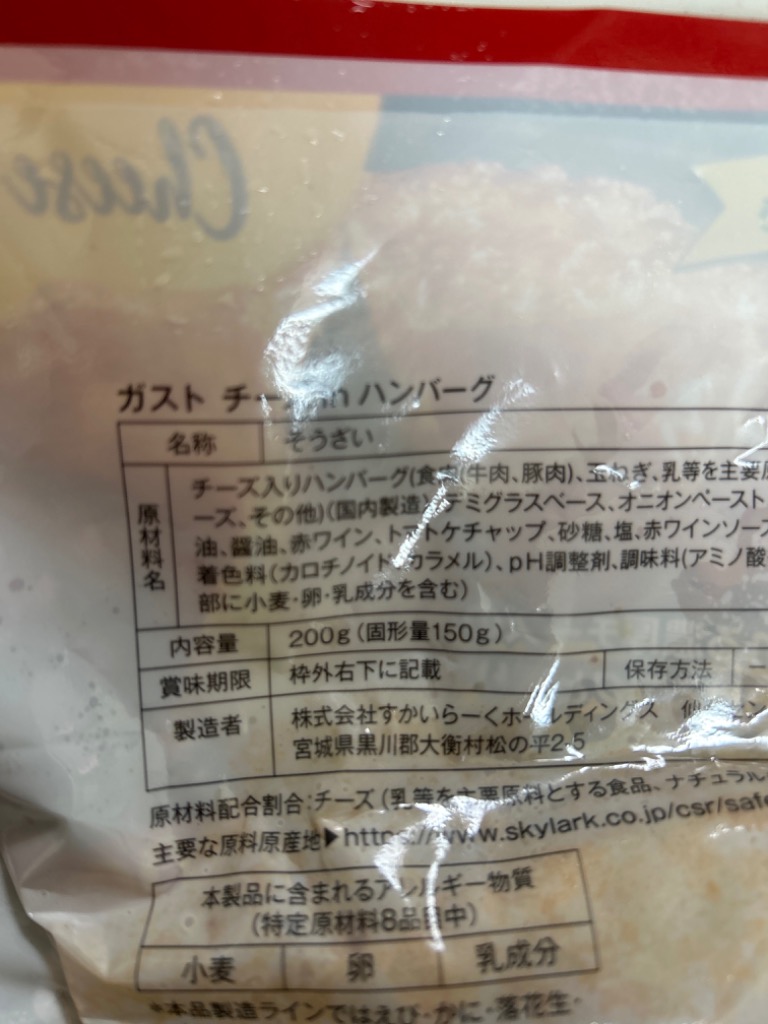 Cheese
ガスト チーズin ハンバーグ
名称 そうざい
原材料名
チーズ入りハンバーグ(食肉(牛肉、豚肉)、玉ねぎ、乳等を主要
ーズ、その他)(国内製造)、デミグラスベース、オニオンペースト
油、醤油、赤ワイン、トマトケチャップ、砂糖、塩、赤ワインソース
着色料(カロチノイド、カラメル)、pH調整剤、調味料(アミノ酸
部に小麦・卵・乳成分を含む)
内容量 200g(固形量150g)
賞味期限 枠外右下に記載 保存方法
製造者 株式会社すかいらーくホールディングス 仙台セン
宮城県黒川郡大衡村松の平2-5
原材料配合割合:チーズ(乳等を主要原料とする食品、ナチュラル
主要な原料原産地▶https://www.skylark.co.jp/csr/safe
本製品に含まれるアレルギー物質
(特定原材料8品目中)
小麦 卵 乳成分
*本品製造ラインではえび・かに・落花生・